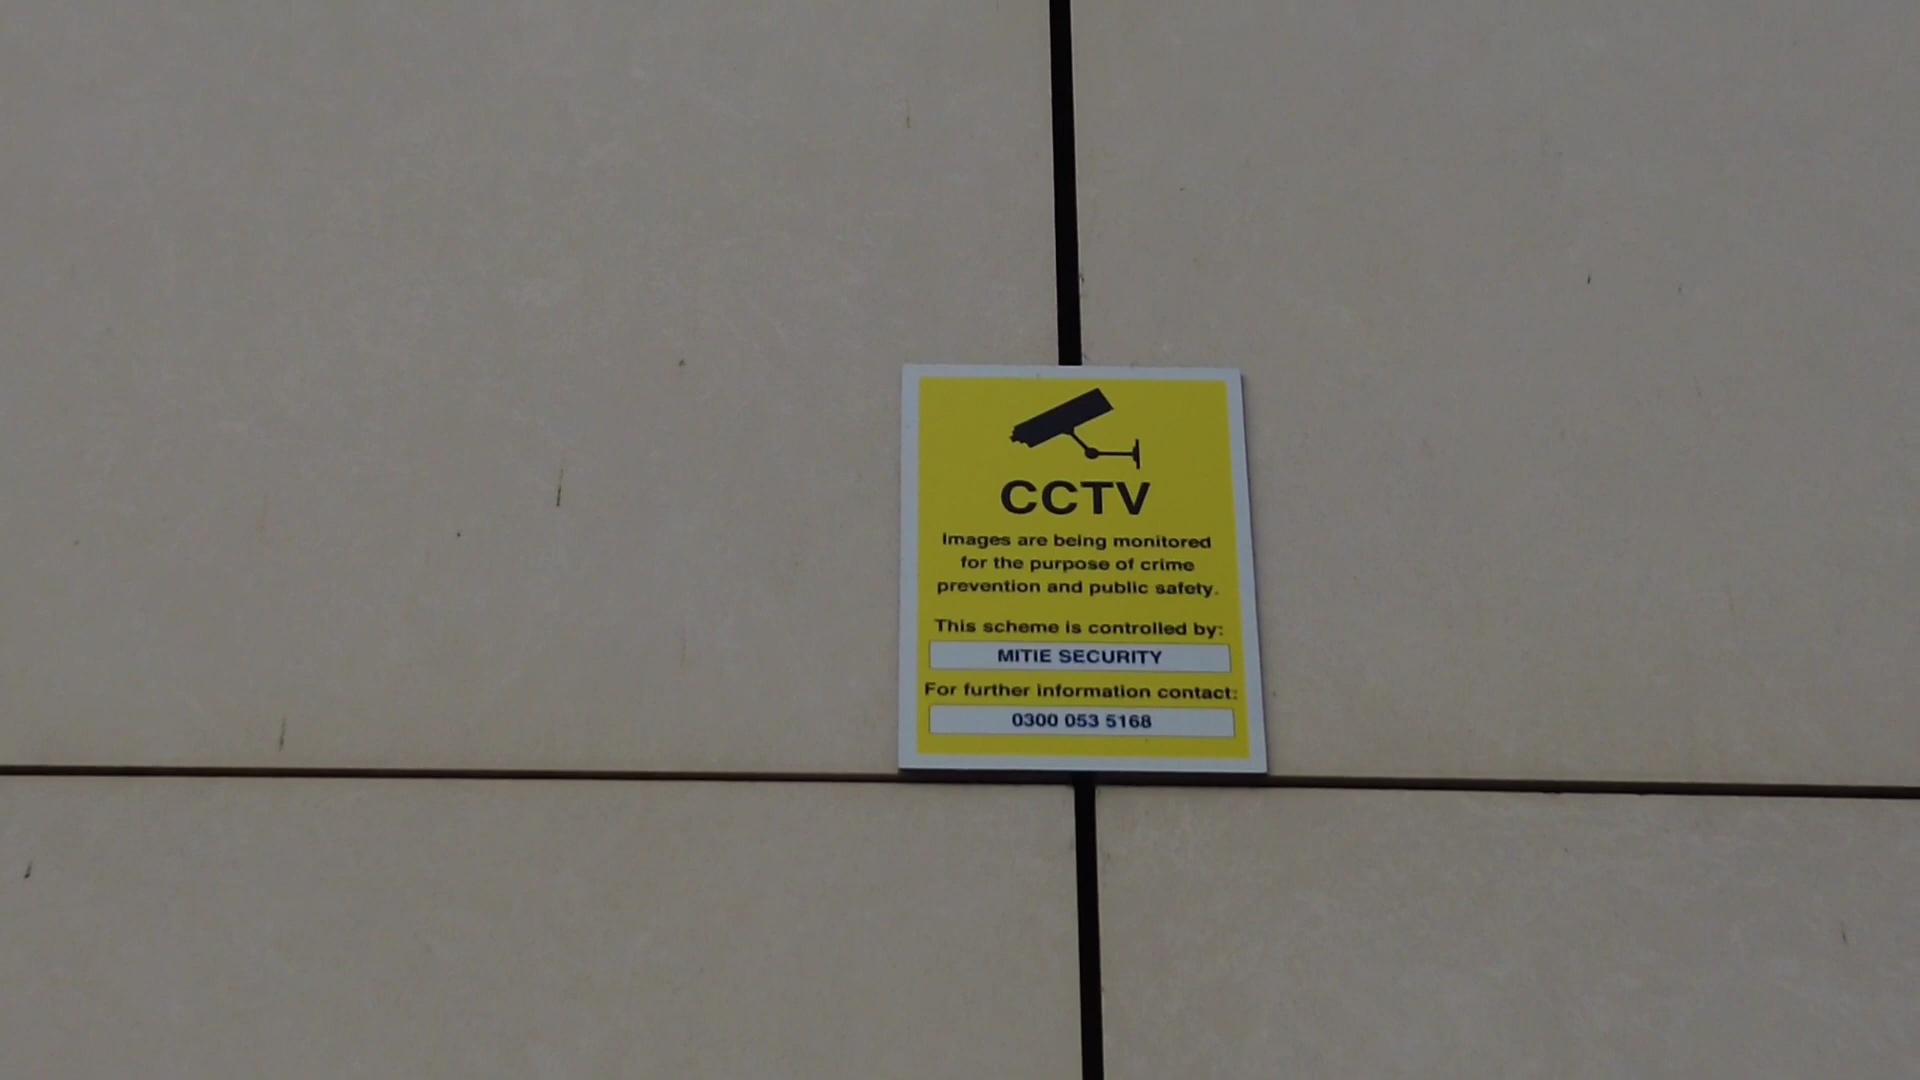 CCTV
Images are being monitored
for the purpose of crime
prevention and public safety.
This scheme is controlled by:
MITIE SECURITY
For further information contact:
0300 053 5168